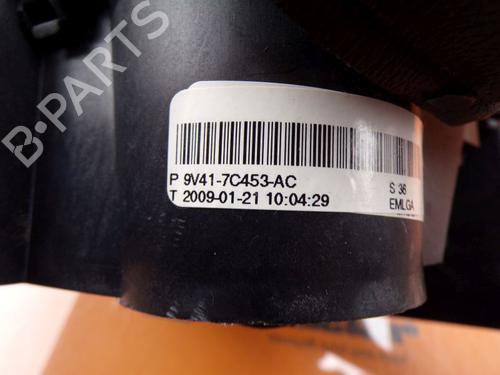 B-PARTS
P 9V41-7C453-AC
S 36
T 2009-01-21 10:04:29
EMLGA